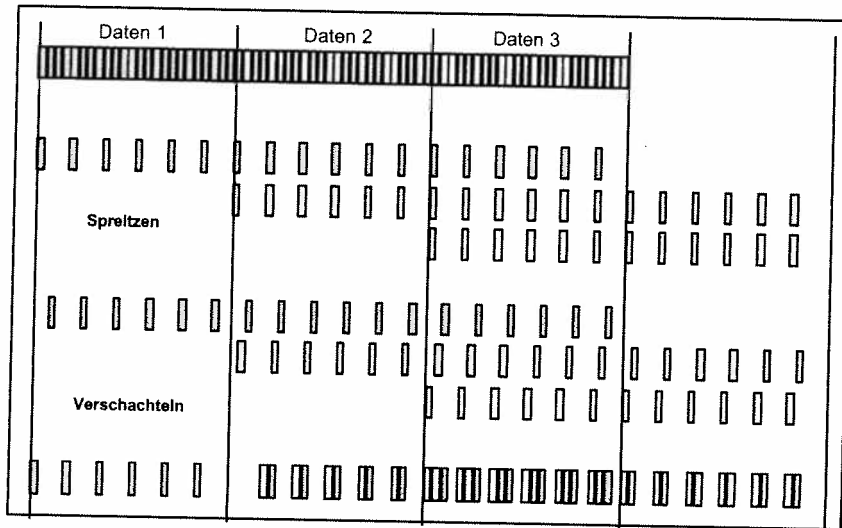 Daten 1
Daten 2
Daten 3
Spreitzen
Verschachteln